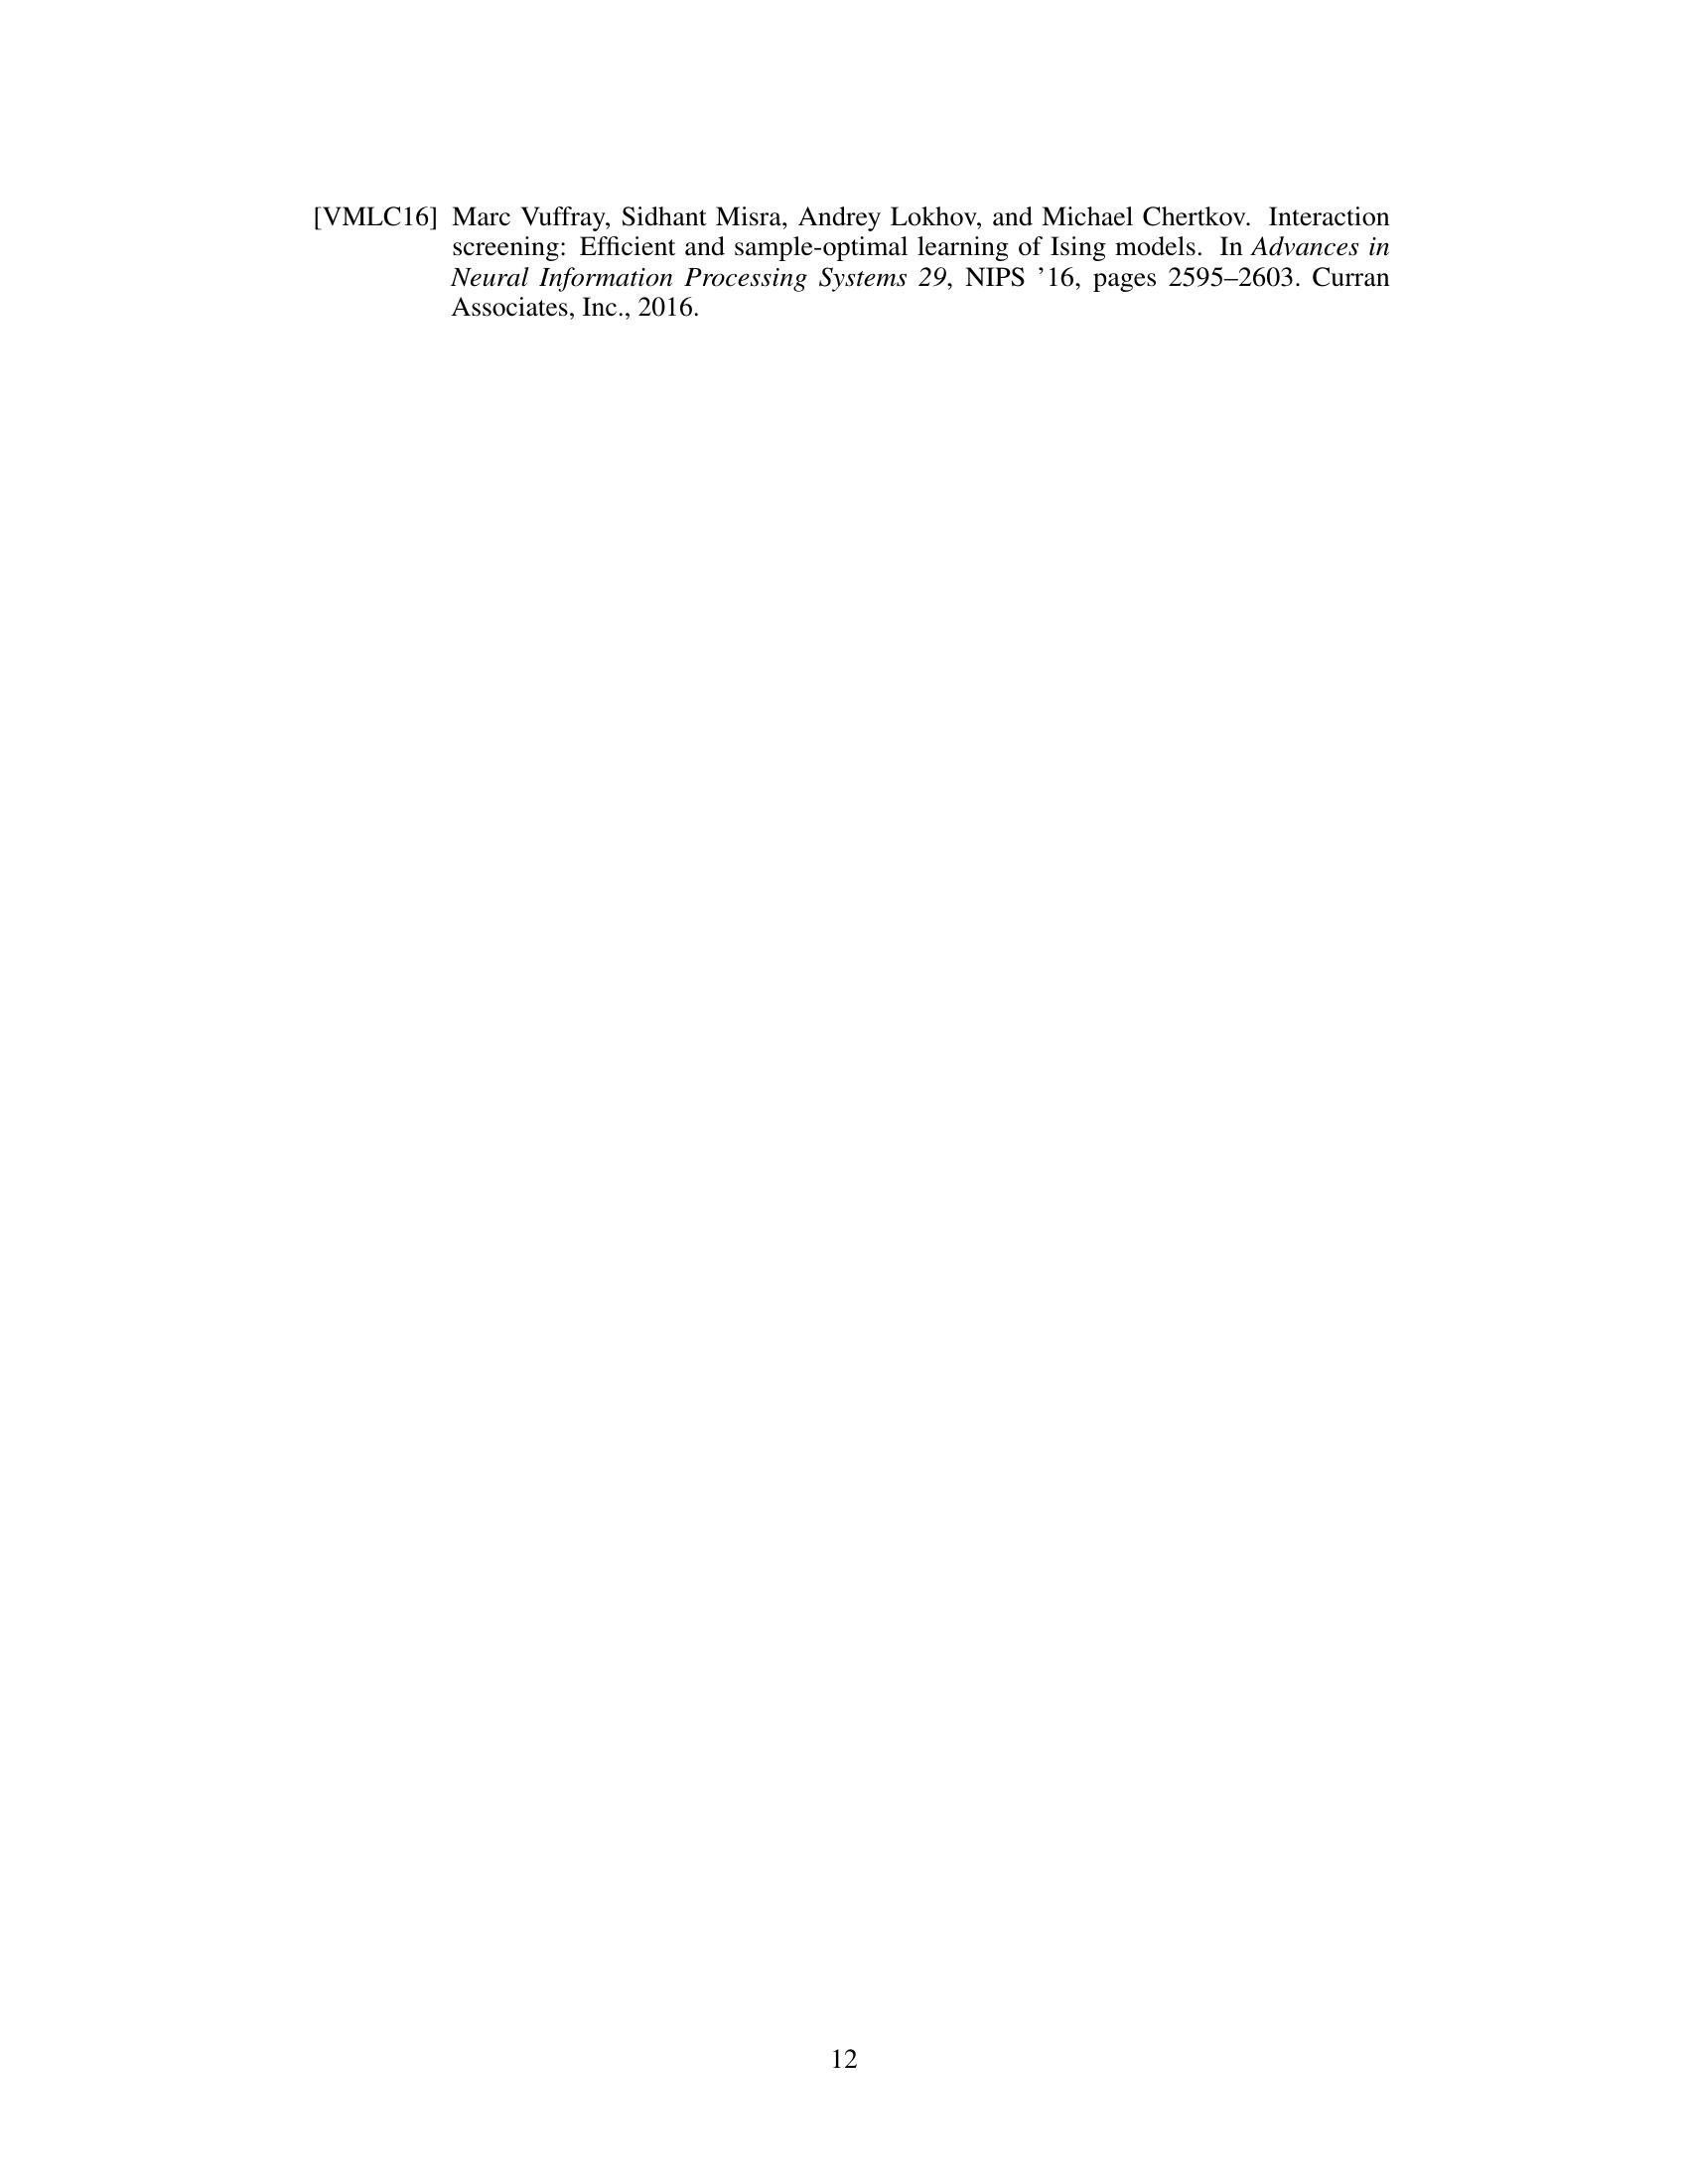 [VMLC16] Marc Vuffray, Sidhant Misra, Andrey Lokhov, and Michael Chertkov. Interaction
screening: Efficient and sample-optimal learning of Ising models. In Advances in
Neural Information Processing Systems 29, NIPS ’16, pages 2595–2603. Curran
Associates, Inc., 2016.
12